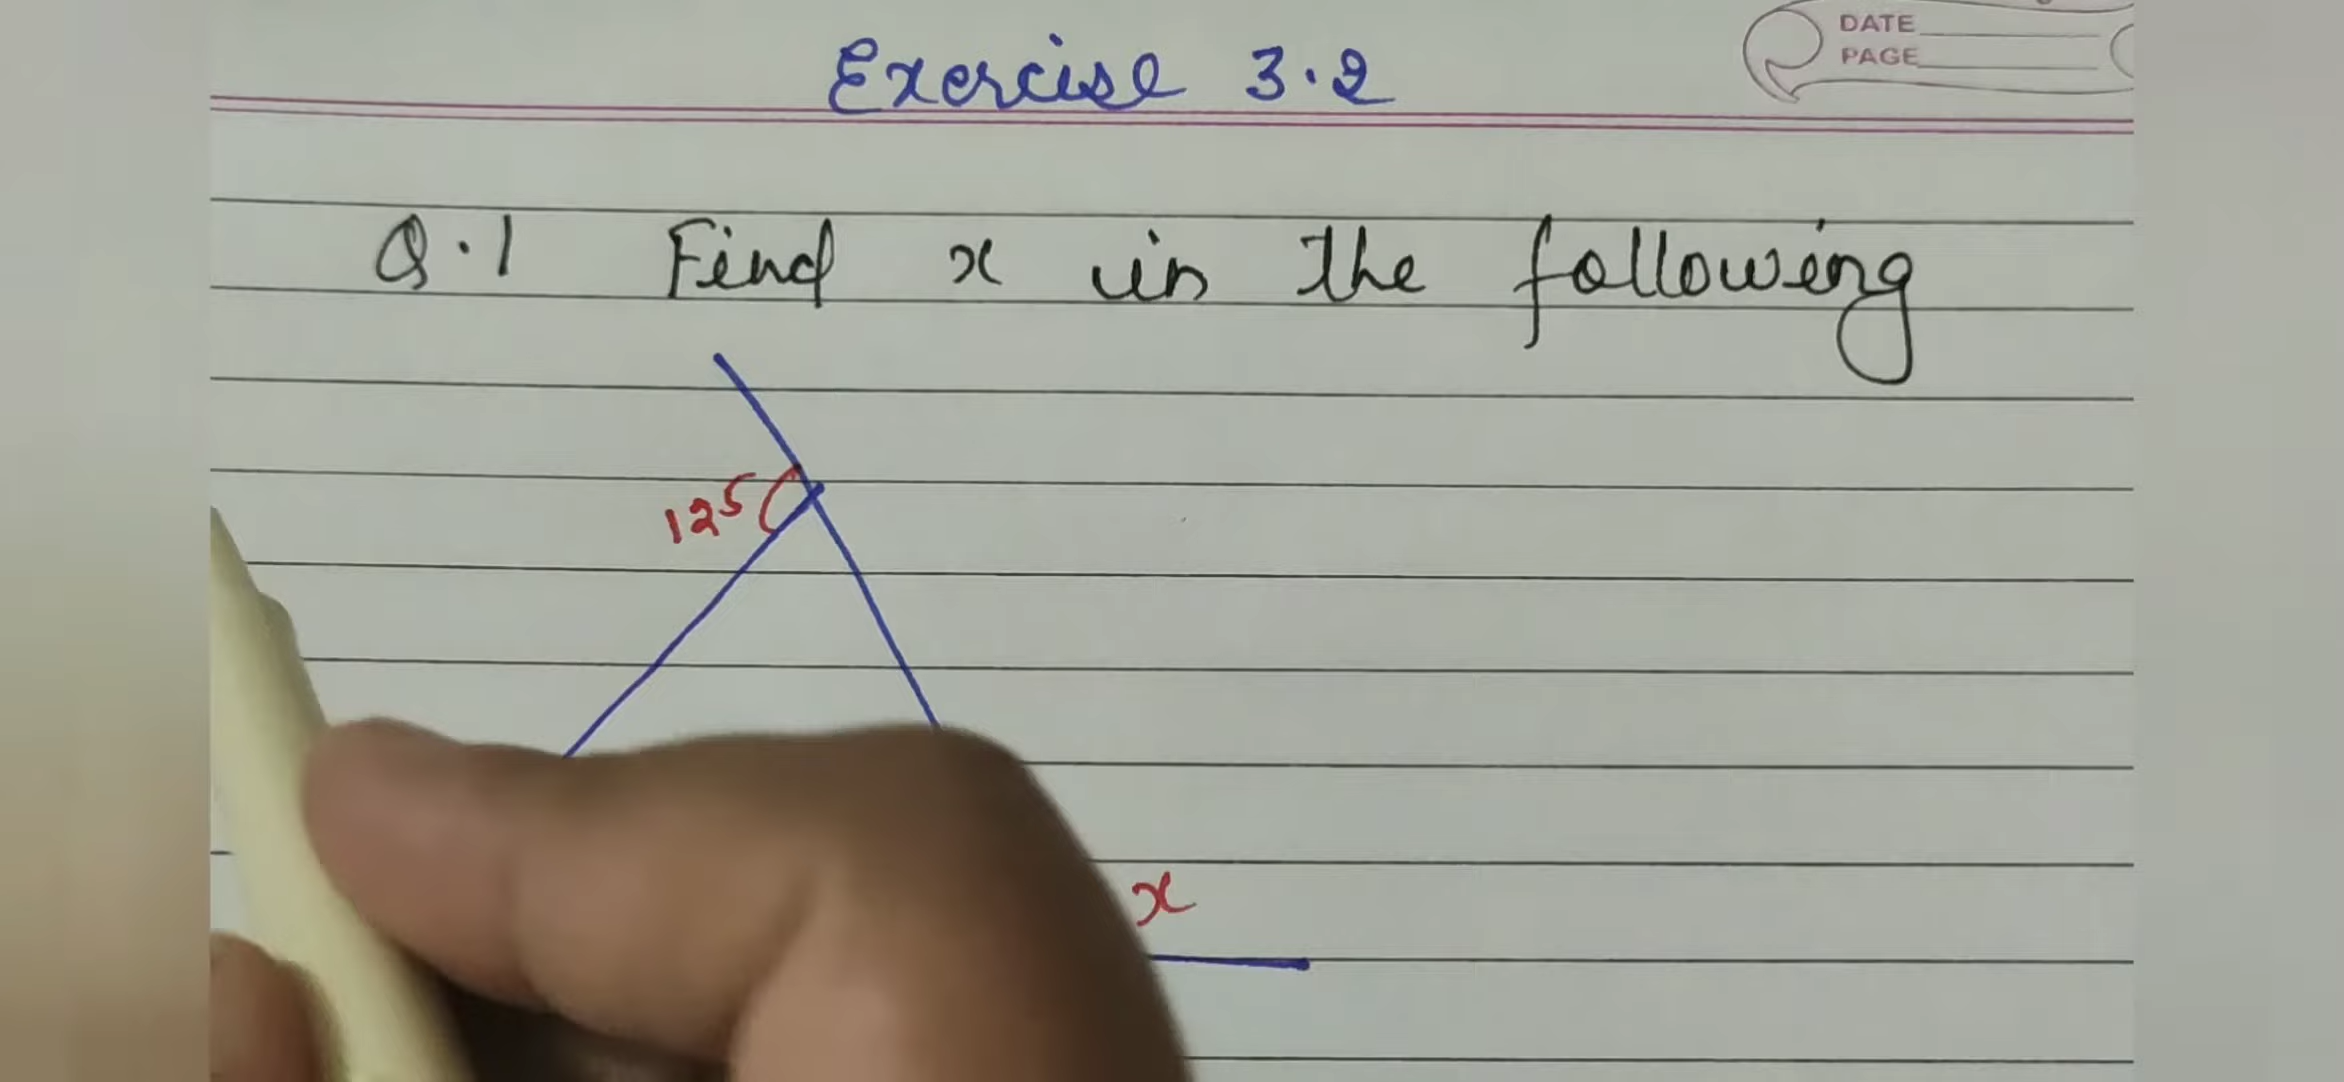 DATE
PAGE
Exercise 3.2
Q.1 Find x in the following
125
x